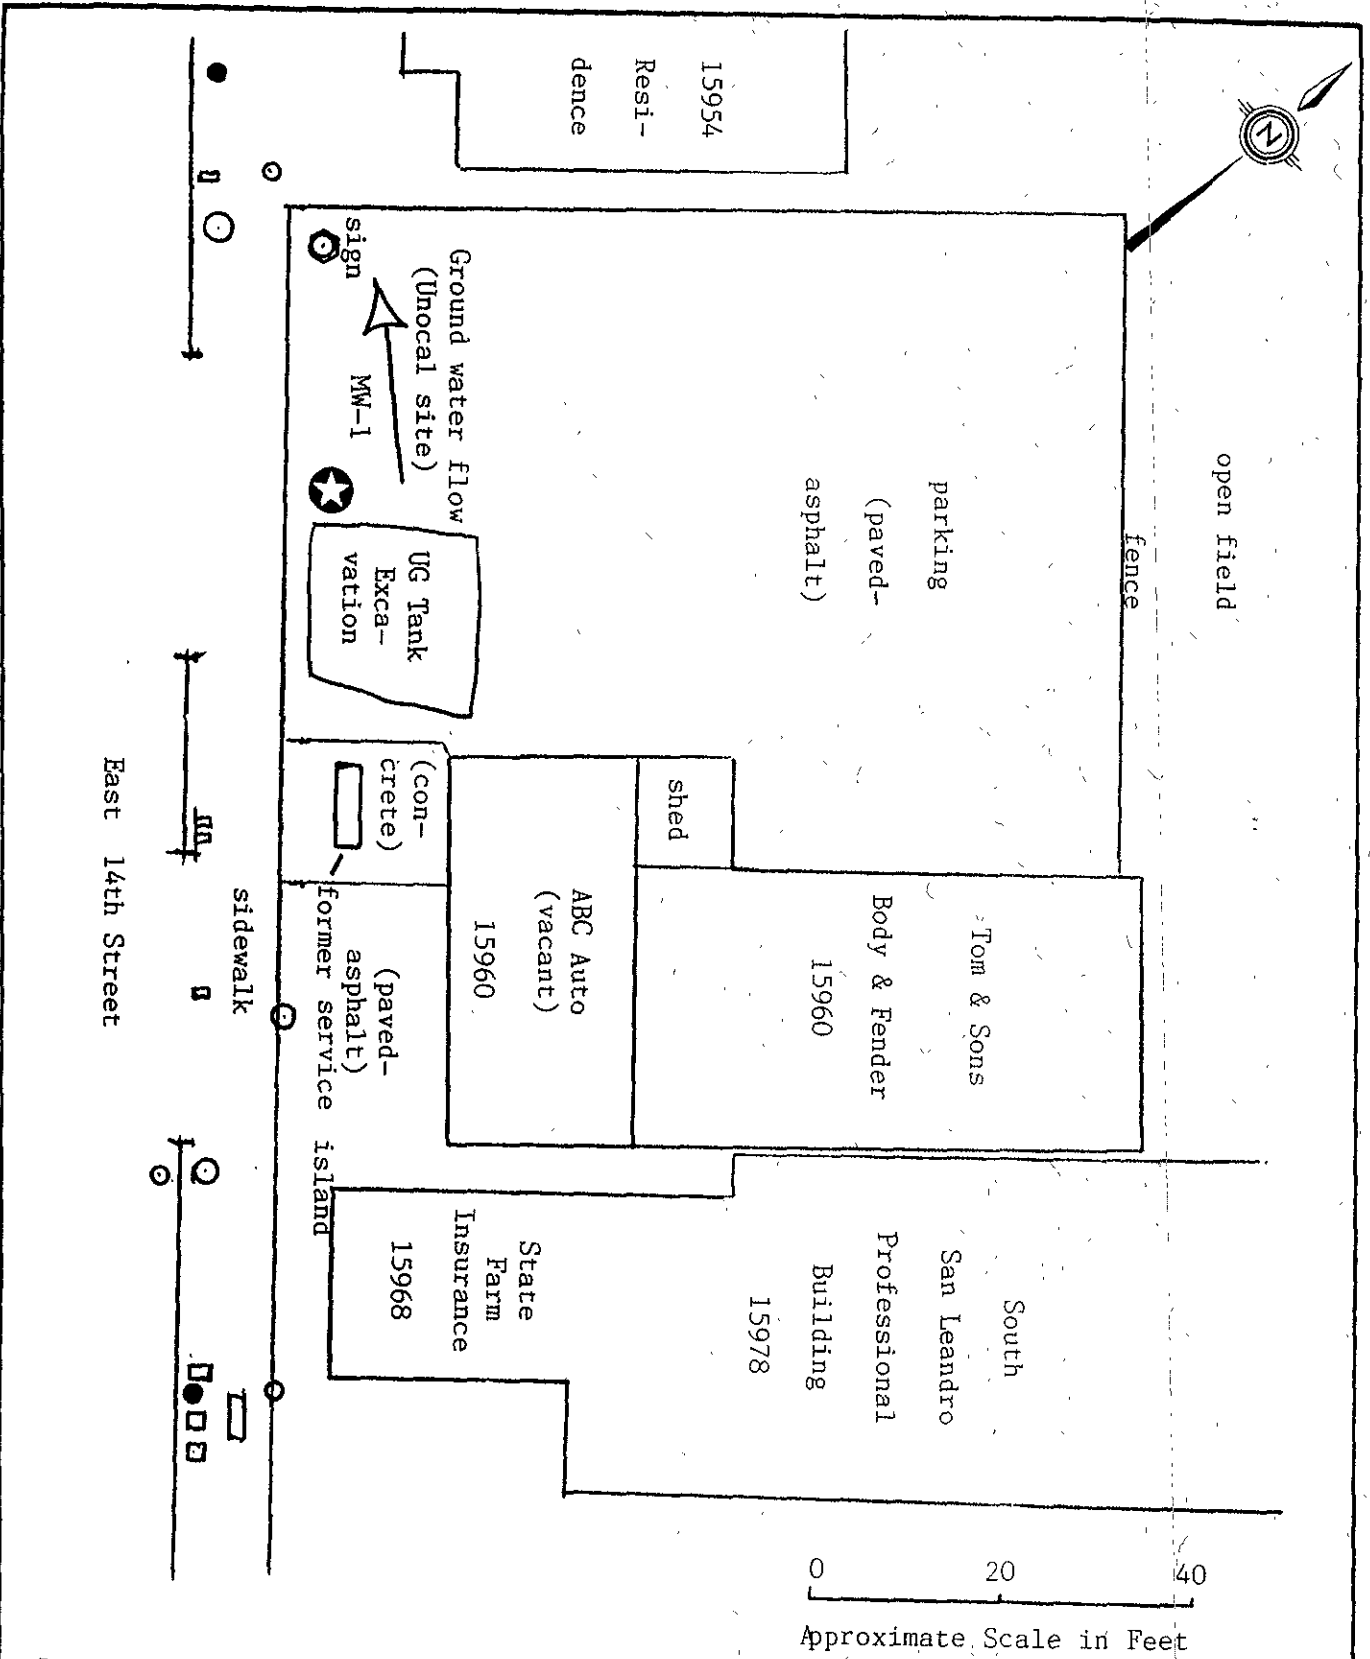 15954
Resi-
dence
N
sign
Ground water flow
(Unocal site)
MW-1
UG Tank
Exca-
vation
parking
(paved-
asphalt)
fence
open field
(con-
crete)
shed
former service island
(paved-
asphalt)
ABC Auto
(vacant)
15960
Tom & Sons
Body & Fender
15960
sidewalk
East 14th Street
State
Farm
Insurance
15968
South
San Leandro
Professional
Building
15978
0 20 40
Approximate Scale in Feet